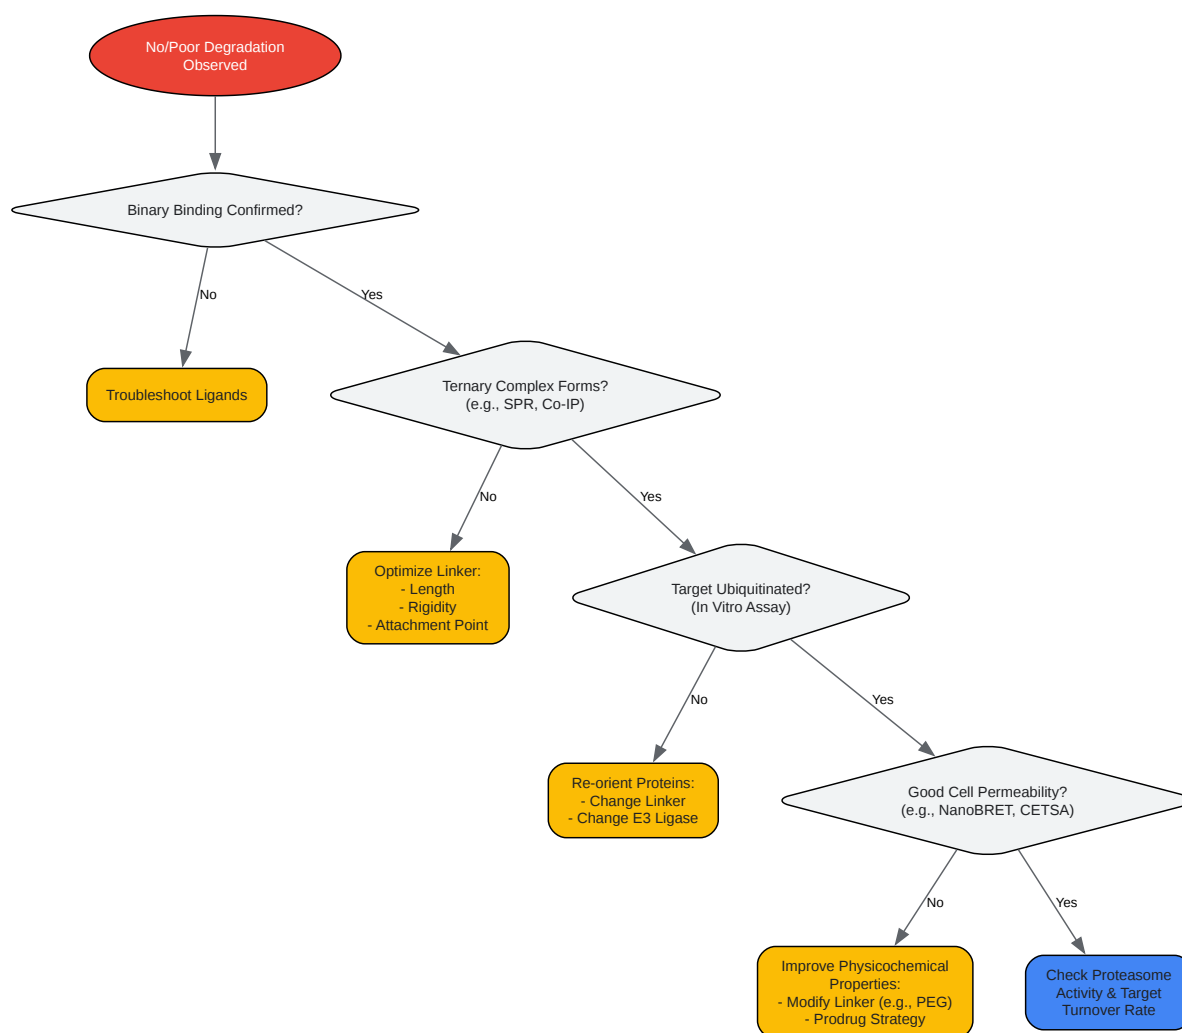 No/Poor Degradation
Observed
Binary Binding Confirmed?
No
Yes
Troubleshoot Ligands
Ternary Complex Forms?
(e.g., SPR, Co-IP)
No
Yes
Optimize Linker:
- Length
- Rigidity
- Attachment Point
Target Ubiquitinated?
(In Vitro Assay)
No
Yes
Re-orient Proteins:
- Change Linker
- Change E3 Ligase
Good Cell Permeability?
(e.g., NanoBRET, CETSA)
No
Yes
Improve Physicochemical
Properties:
- Modify Linker (e.g., PEG)
- Prodrug Strategy
Check Proteasome
Activity & Target
Turnover Rate